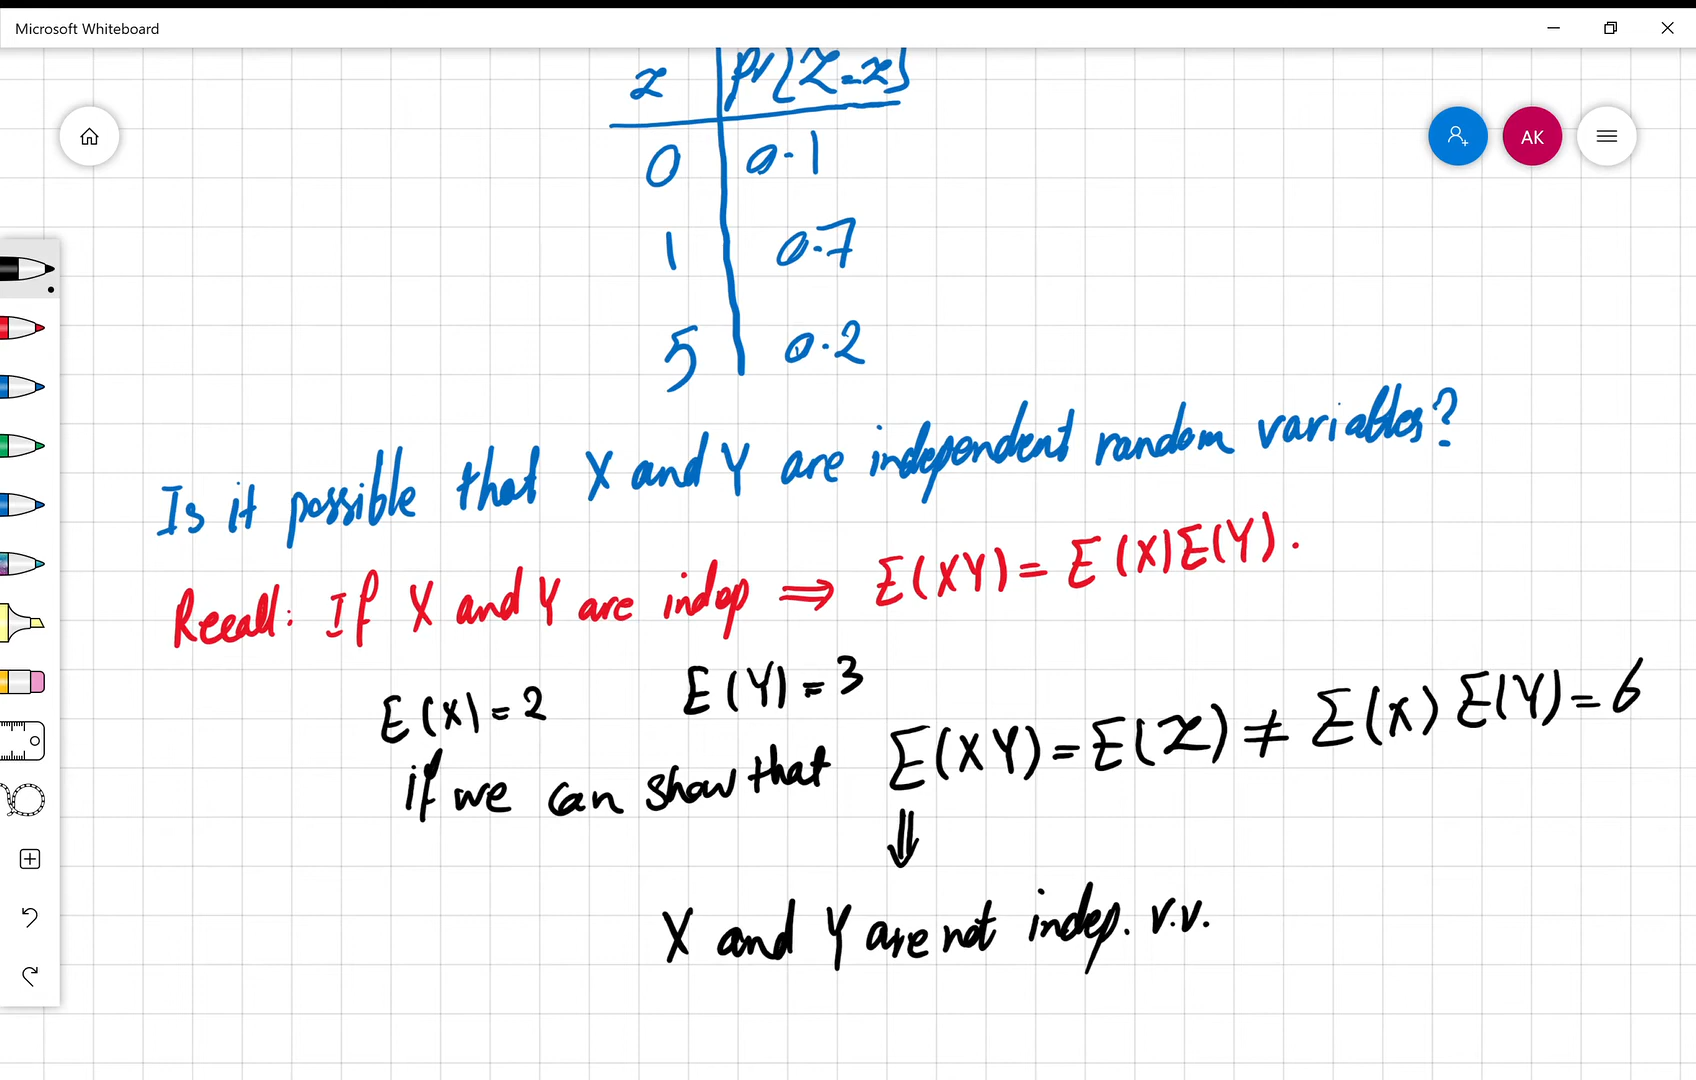 Microsoft Whiteboard
z Pr[Z=z]
AK
0 0.1
1 0.7
5 0.2
Is it possible that X and Y are independent random variables?
Recall: If X and Y are indep ⇒ E(XY) = E(X)E(Y).
E(X) = 2 E(Y) = 3
if we can show that E(XY) = E(Z) ≠ E(X) E(Y) = 6
⇓
X and Y are not indep. r.v.